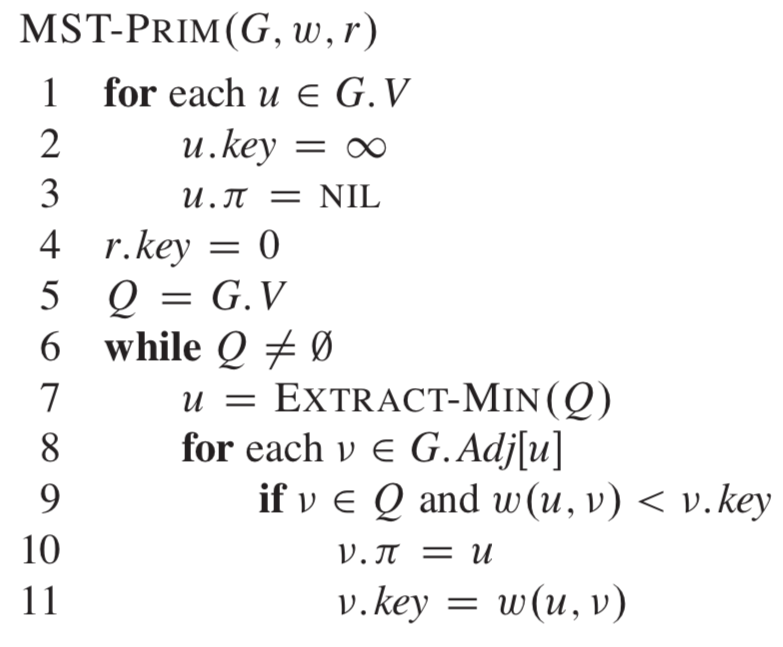 MST-PRIM(G, w, r)
1 for each u ∈ G.V
2 u.key = ∞
3 u.π = NIL
4 r.key = 0
5 Q = G.V
6 while Q ≠ ∅
7 u = EXTRACT-MIN(Q)
8 for each v ∈ G.Adj[u]
9 if v ∈ Q and w(u, v) < v.key
10 v.π = u
11 v.key = w(u, v)